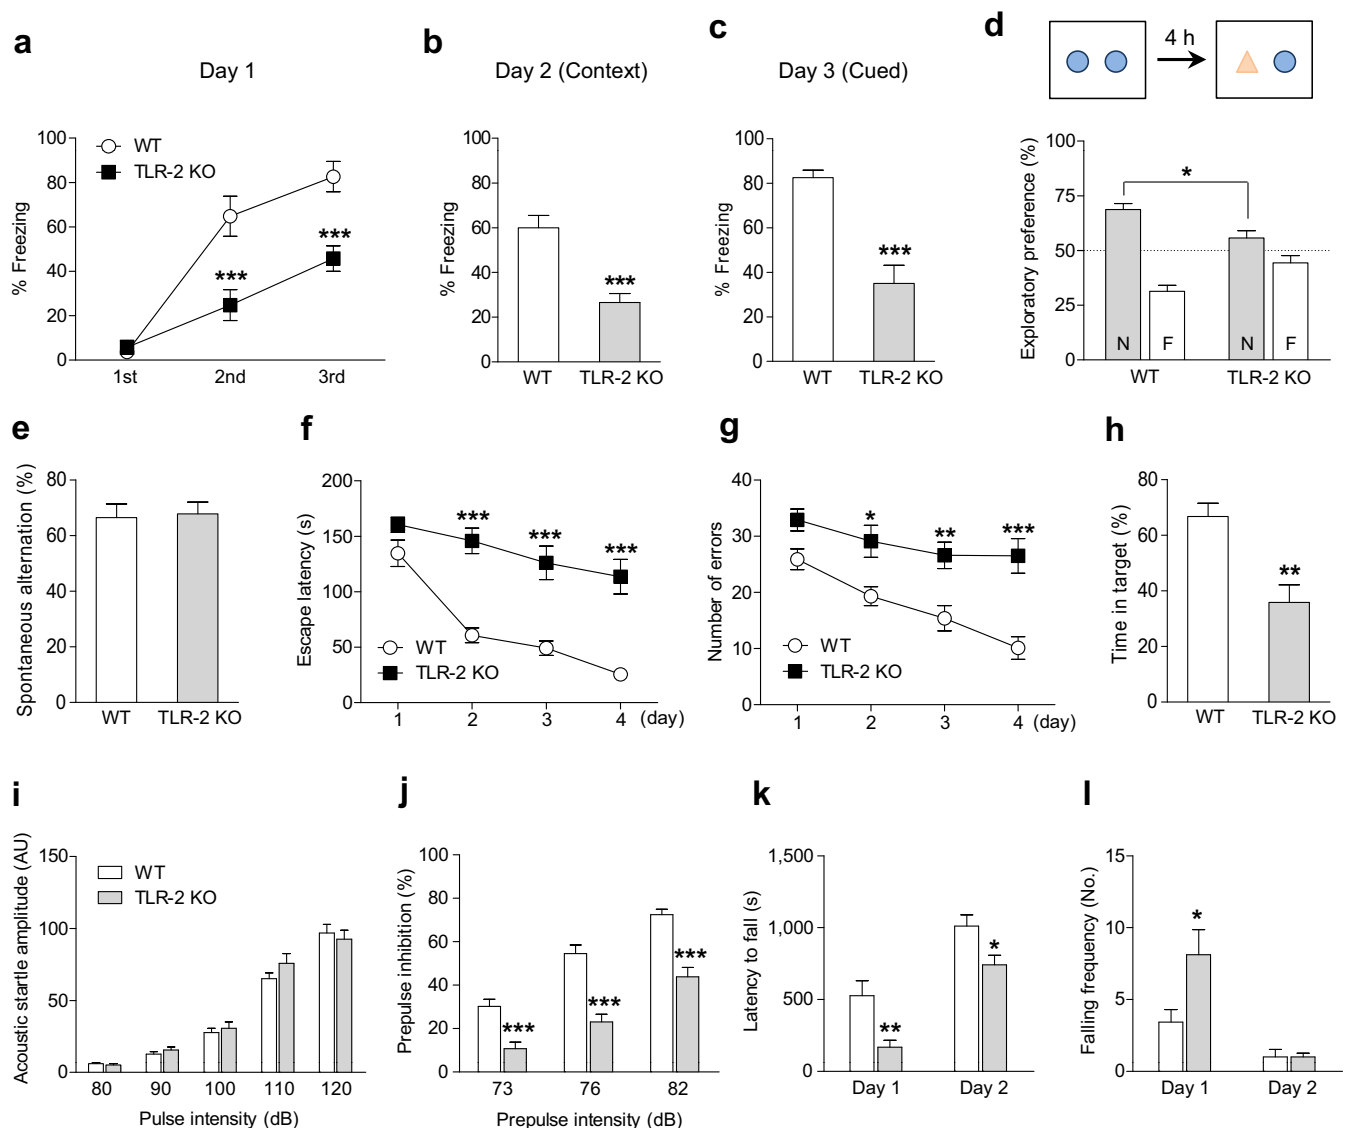 a
Day 1
% Freezing
100
80
60
40
20
0
WT
TLR-2 KO
***
***
1st
2nd
3rd
b
Day 2 (Context)
% Freezing
100
80
60
40
20
0
***
WT
TLR-2 KO
c
Day 3 (Cued)
% Freezing
100
80
60
40
20
0
***
WT
TLR-2 KO
d
4 h
Exploratory preference (%)
100
75
50
25
0
*
N
F
N
F
WT
TLR-2 KO
e
Spontaneous alternation (%)
80
60
40
20
0
WT
TLR-2 KO
f
Escape latency (s)
200
150
100
50
0
***
***
***
WT
TLR-2 KO
1
2
3
4
(day)
g
Number of errors
40
30
20
10
0
*
**
***
WT
TLR-2 KO
1
2
3
4
(day)
h
Time in target (%)
80
60
40
20
0
**
WT
TLR-2 KO
i
Acoustic startle amplitude (AU)
150
100
50
0
WT
TLR-2 KO
80
90
100
110
120
Pulse intensity (dB)
j
Prepulse inhibition (%)
100
80
60
40
20
0
***
***
***
73
76
82
Prepulse intensity (dB)
k
Latency to fall (s)
1,500
1,000
500
0
**
*
Day 1
Day 2
l
Falling frequency (No.)
15
10
5
0
*
Day 1
Day 2